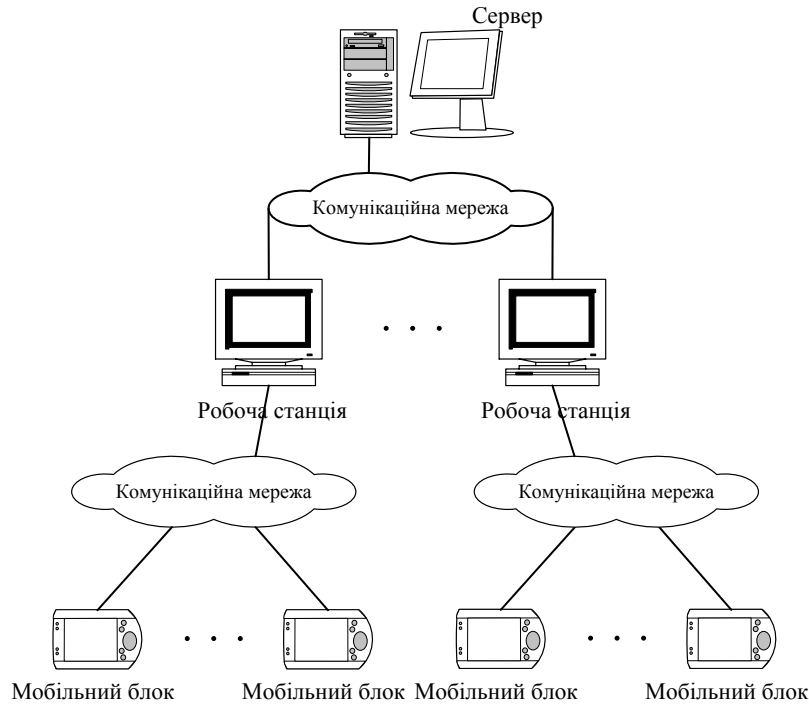 Сервер
Комунікаційна мережа
Робоча станція
Робоча станція
Комунікаційна мережа
Комунікаційна мережа
Мобільний блок
Мобільний блок
Мобільний блок
Мобільний блок